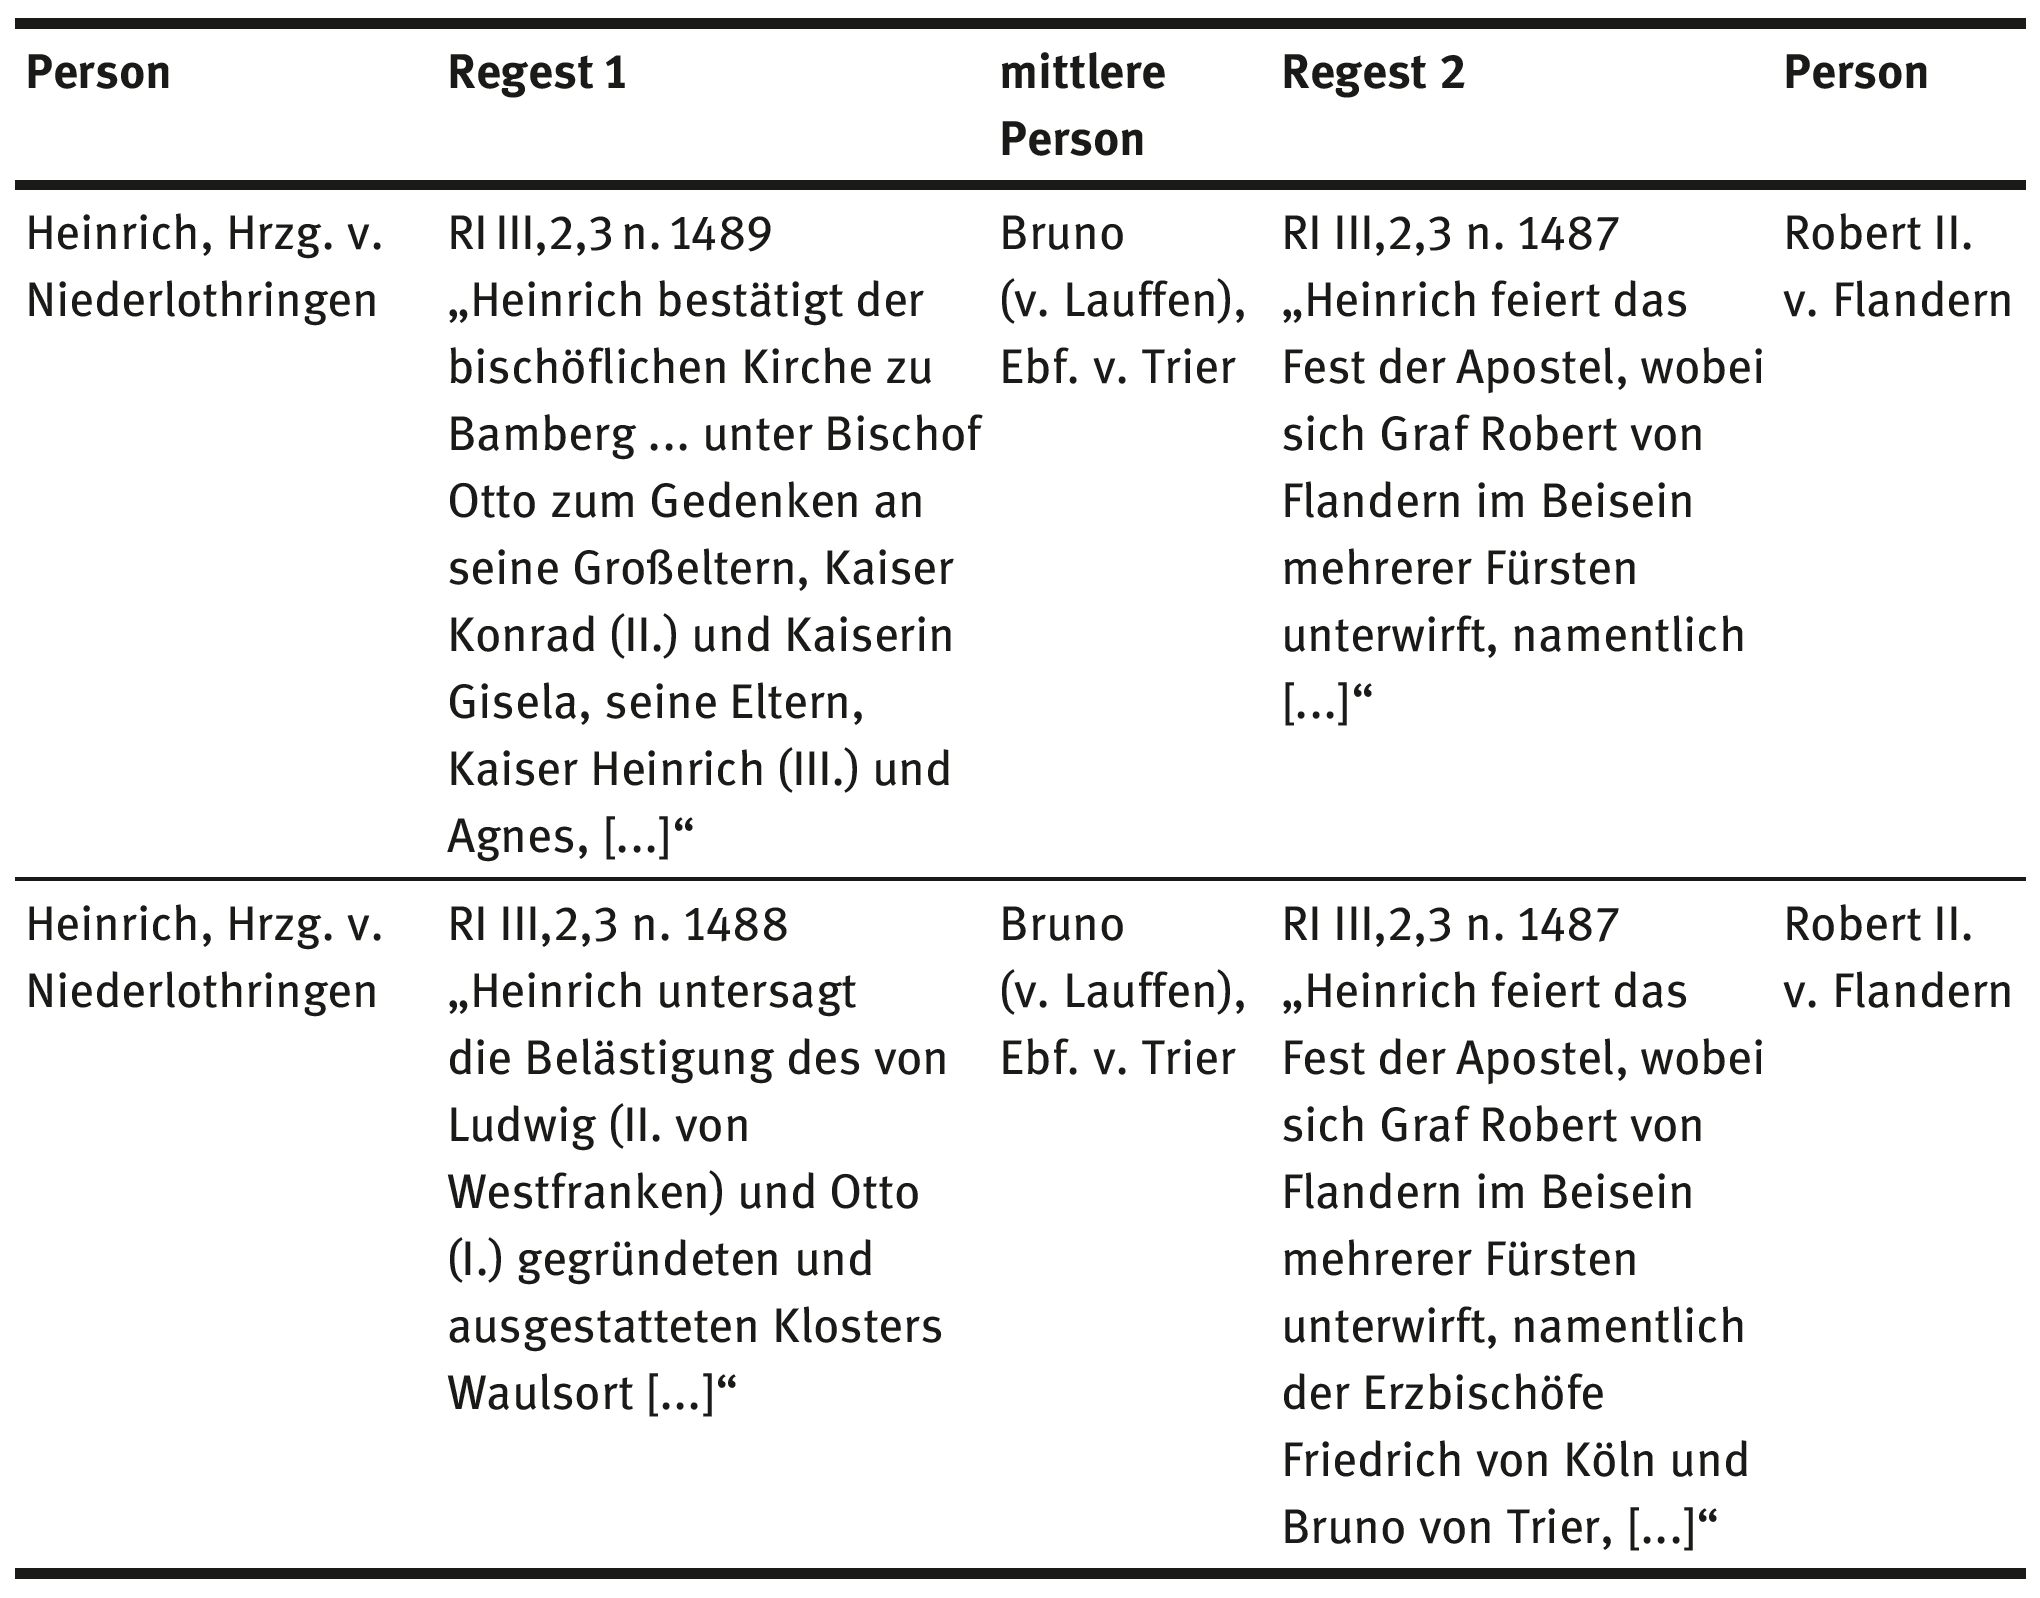 Person
Regest 1
mittlere
Person
Regest 2
Person
Heinrich, Hrzg. v.
Niederlothringen
RI III,2,3 n. 1489
„Heinrich bestätigt der
bischöflichen Kirche zu
Bamberg ... unter Bischof
Otto zum Gedenken an
seine Großeltern, Kaiser
Konrad (II.) und Kaiserin
Gisela, seine Eltern,
Kaiser Heinrich (III.) und
Agnes, [...]“
Bruno
(v. Lauffen),
Ebf. v. Trier
RI III,2,3 n. 1487
„Heinrich feiert das
Fest der Apostel, wobei
sich Graf Robert von
Flandern im Beisein
mehrerer Fürsten
unterwirft, namentlich
[...]“
Robert II.
v. Flandern
Heinrich, Hrzg. v.
Niederlothringen
RI III,2,3 n. 1488
„Heinrich untersagt
die Belästigung des von
Ludwig (II. von
Westfranken) und Otto
(I.) gegründeten und
ausgestatteten Klosters
Waulsort [...]“
Bruno
(v. Lauffen),
Ebf. v. Trier
RI III,2,3 n. 1487
„Heinrich feiert das
Fest der Apostel, wobei
sich Graf Robert von
Flandern im Beisein
mehrerer Fürsten
unterwirft, namentlich
der Erzbischöfe
Friedrich von Köln und
Bruno von Trier, [...]“
Robert II.
v. Flandern